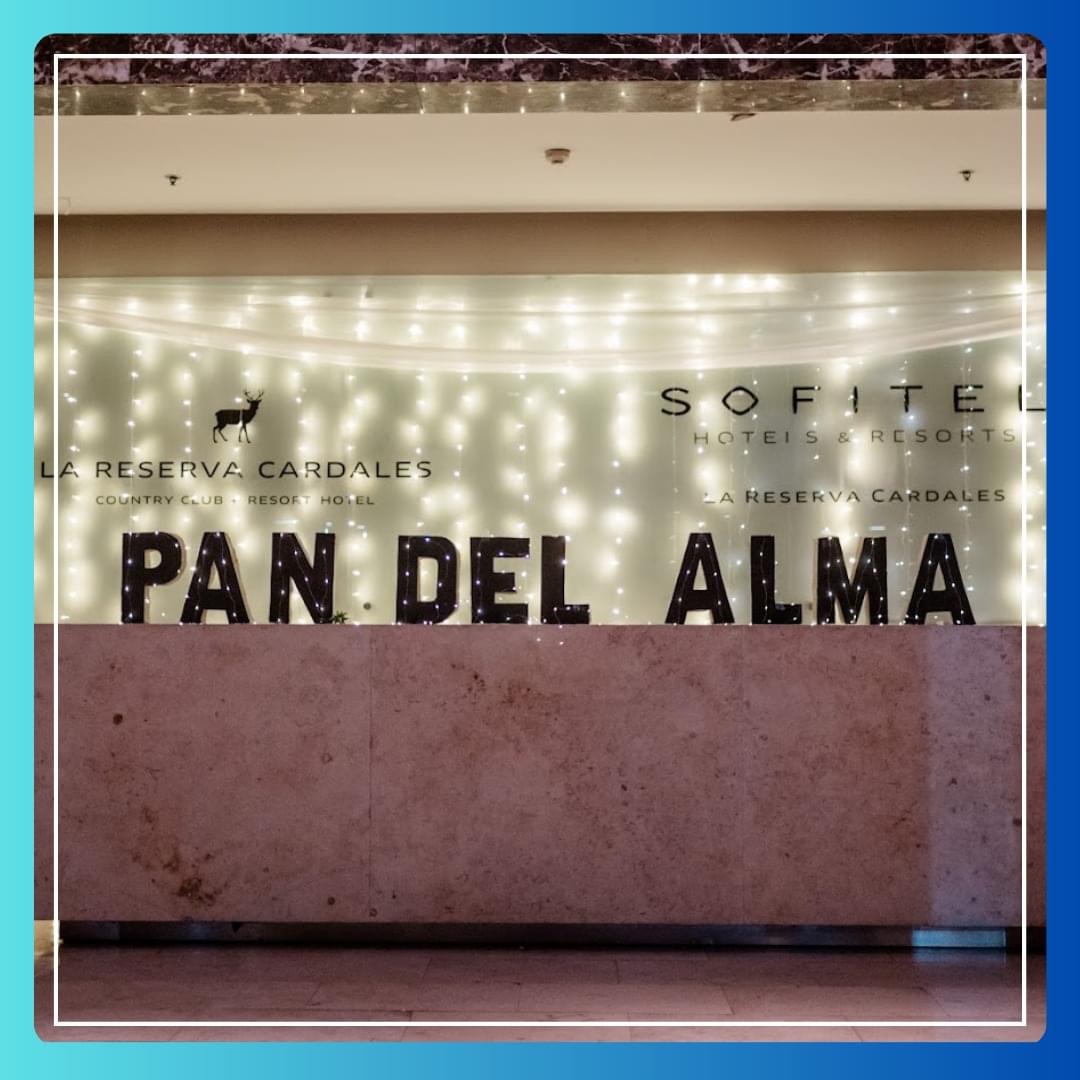 LA RESERVA CARDALES
COUNTRY CLUB + RESORT HOTEL
SOFITEL
HOTELS & RESORTS
LA RESERVA CARDALES
PAN DEL ALMA